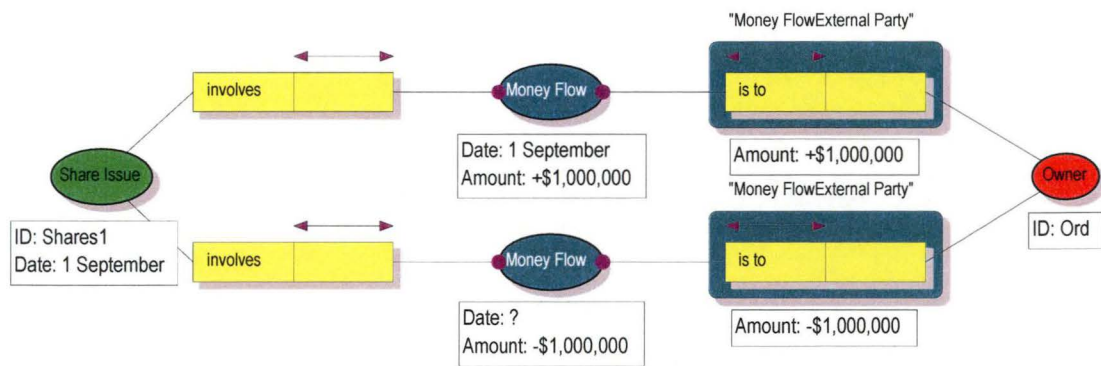 "Money FlowExternal Party"
involves
Money Flow
is to
Date: 1 September
Amount: +$1,000,000
Amount: +$1,000,000
Share Issue
"Money FlowExternal Party"
Owner
ID: Shares1
Date: 1 September
ID: Ord
involves
Money Flow
is to
Date: ?
Amount: -$1,000,000
Amount: -$1,000,000